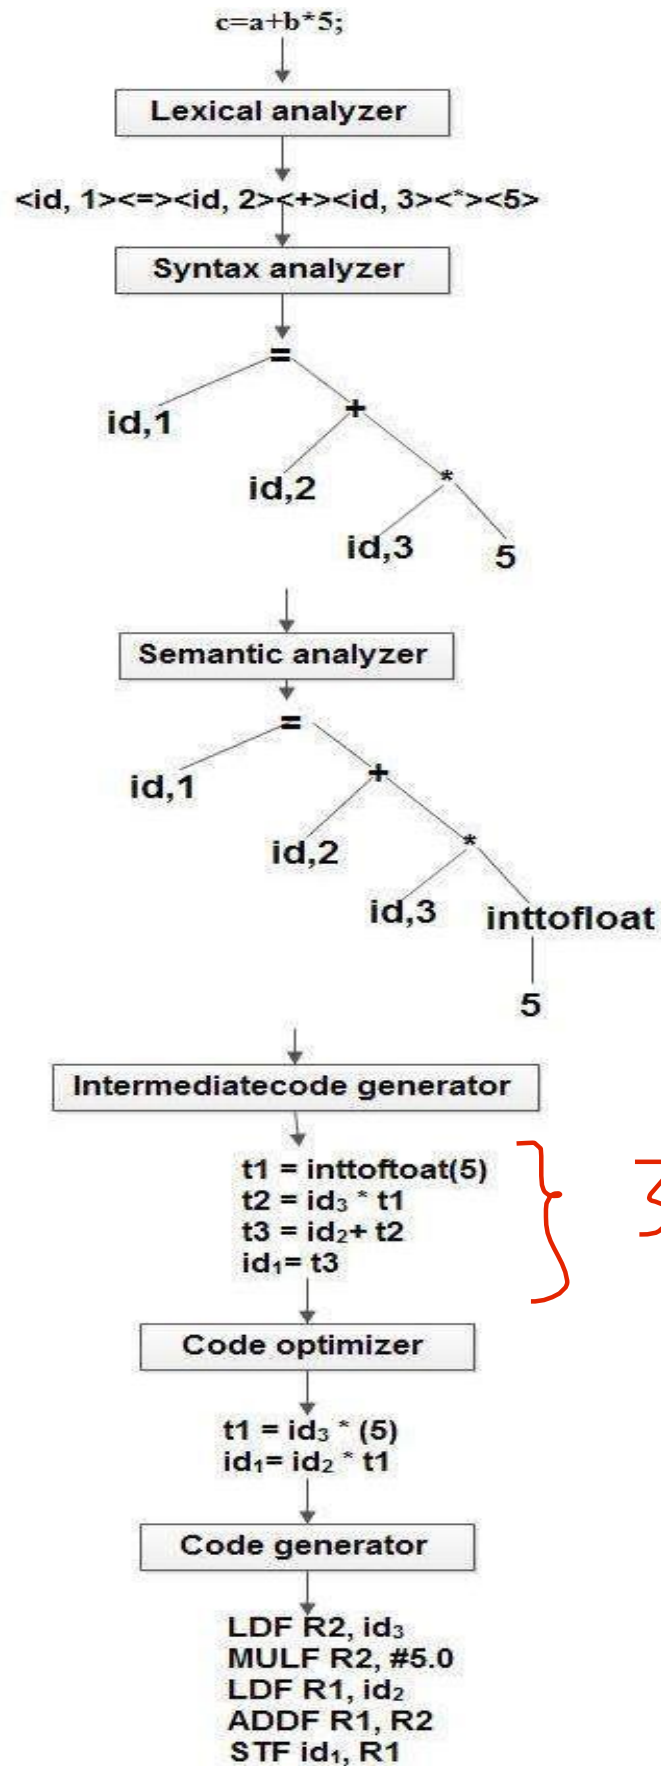 c=a+b*5;
Lexical analyzer
<id, 1><=><id, 2><+><id, 3><*><5>
Syntax analyzer
=
id,1
+
id,2
*
id,3
5
Semantic analyzer
=
id,1
+
id,2
*
id,3
inttofloat
5
Intermediatecode generator
t1 = inttoftoat(5)
t2 = id₃ * t1
t3 = id₂+ t2
id₁= t3
Code optimizer
t1 = id₃ * (5)
id₁= id₂ * t1
Code generator
LDF R2, id₃
MULF R2, #5.0
LDF R1, id₂
ADDF R1, R2
STF id₁, R1